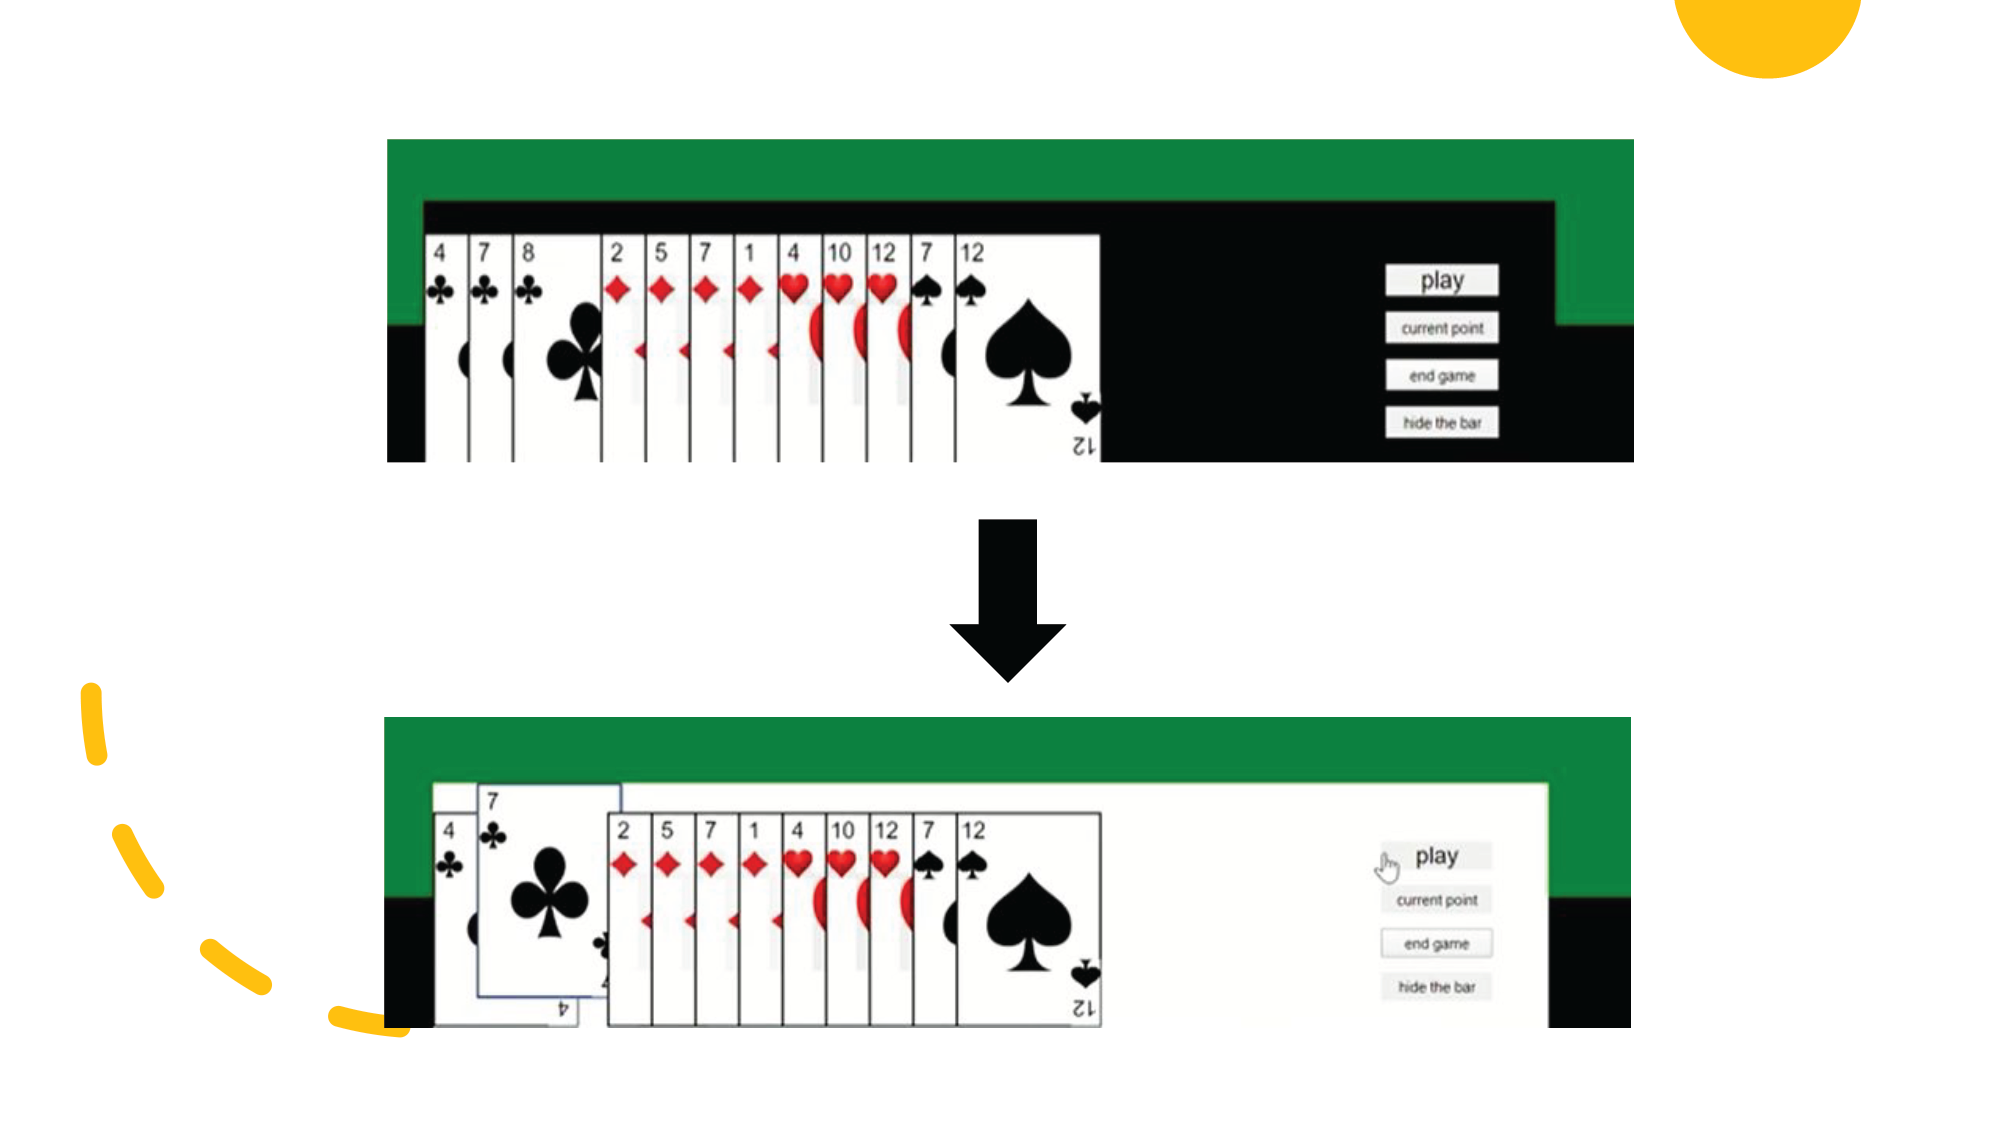 4 7 8 2 5 7 1 4 10 12 7 12
play
current point
end game
hide the bar
12
7
4 2 5 7 1 4 10 12 7 12
play
current point
end game
hide the bar
4
12